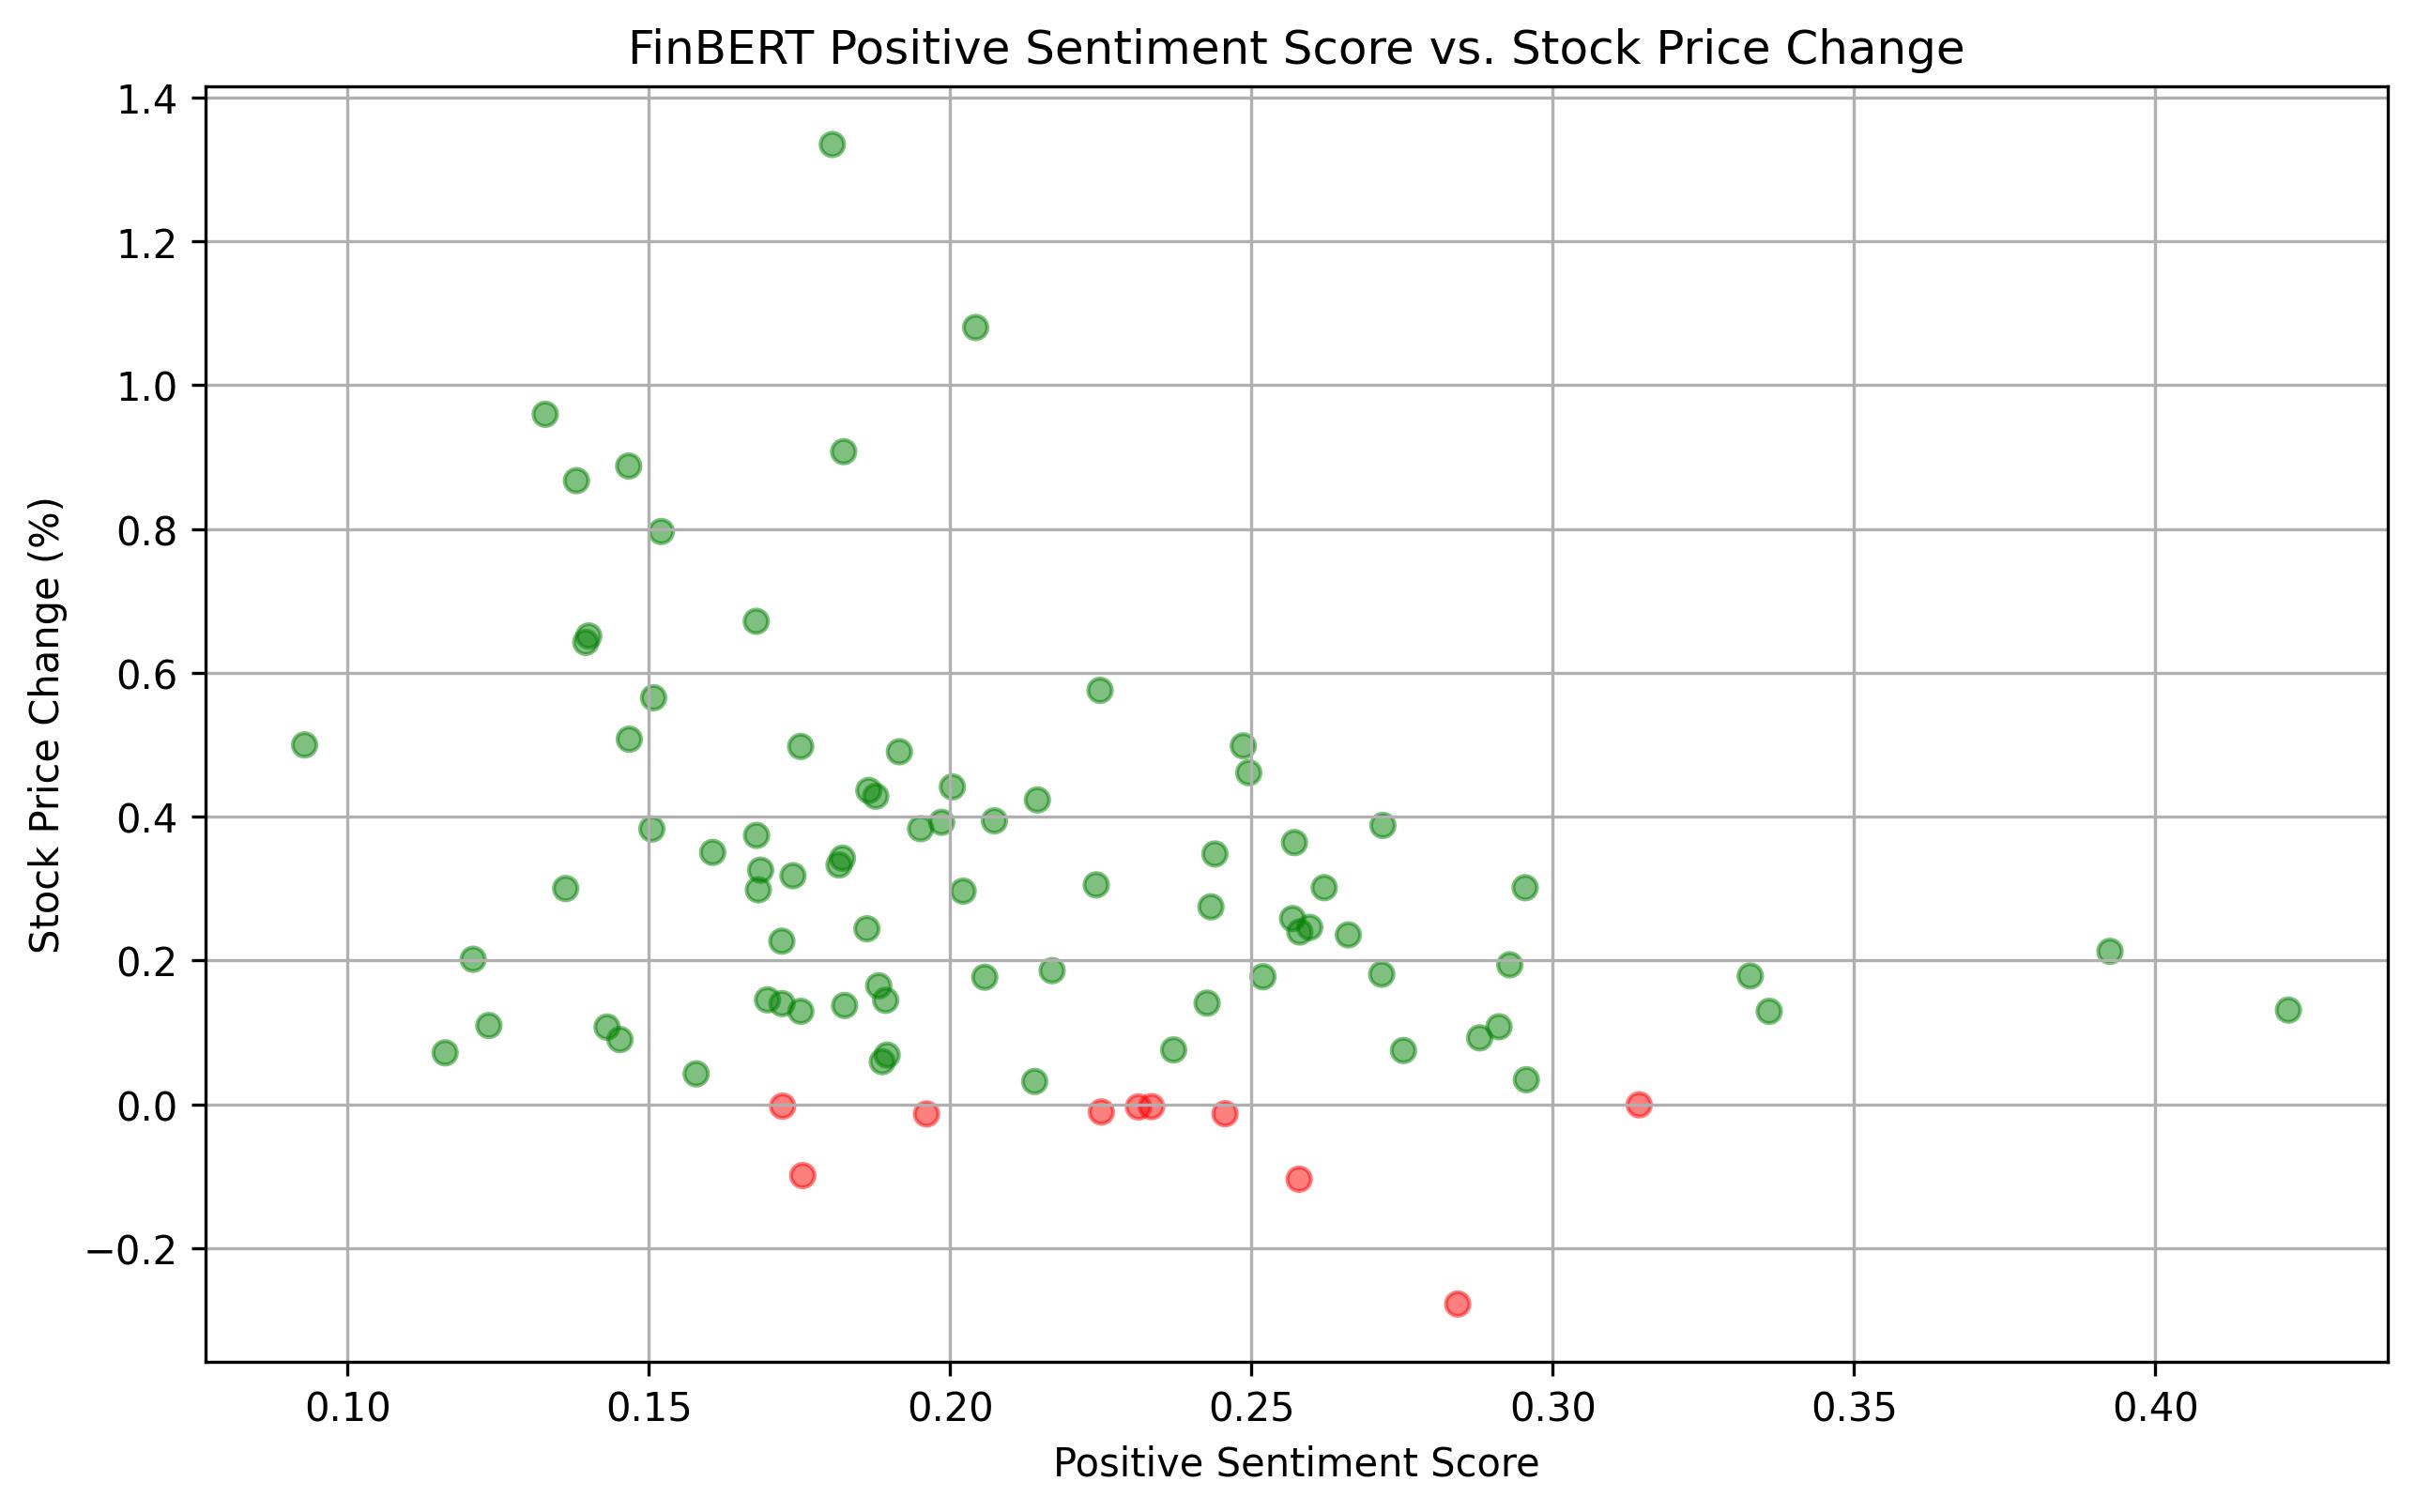 FinBERT Positive Sentiment Score vs. Stock Price Change
Stock Price Change (%)
1.4
1.2
1.0
0.8
0.6
0.4
0.2
0.0
−0.2
0.10 0.15 0.20 0.25 0.30 0.35 0.40
Positive Sentiment Score